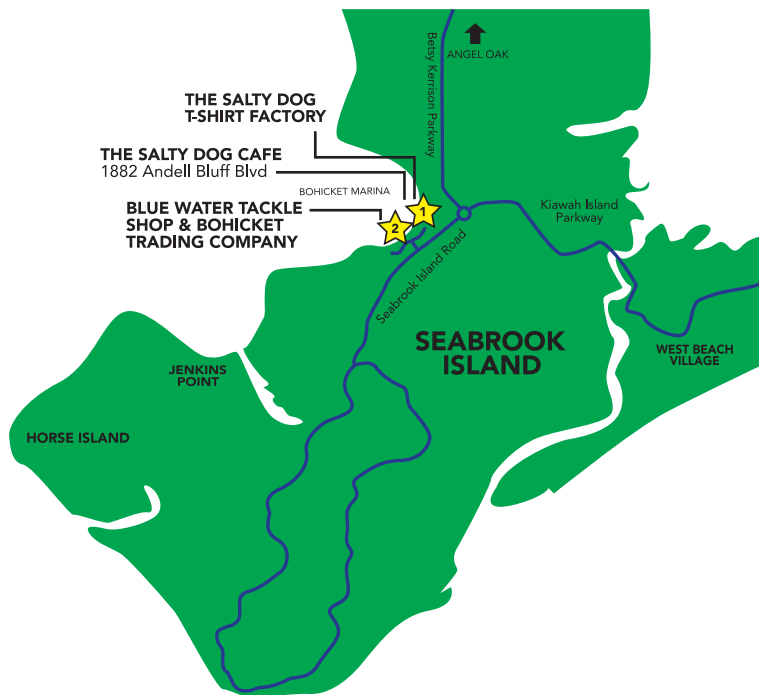 ANGEL OAK
Betsy Kerrison Parkway
THE SALTY DOG
T-SHIRT FACTORY
THE SALTY DOG CAFE
1882 Andell Bluff Blvd
BOHICKET MARINA
BLUE WATER TACKLE
SHOP & BOHICKET
TRADING COMPANY
1
2
Kiawah Island
Parkway
Seabrook Island Road
SEABROOK
ISLAND
WEST BEACH
VILLAGE
JENKINS
POINT
HORSE ISLAND